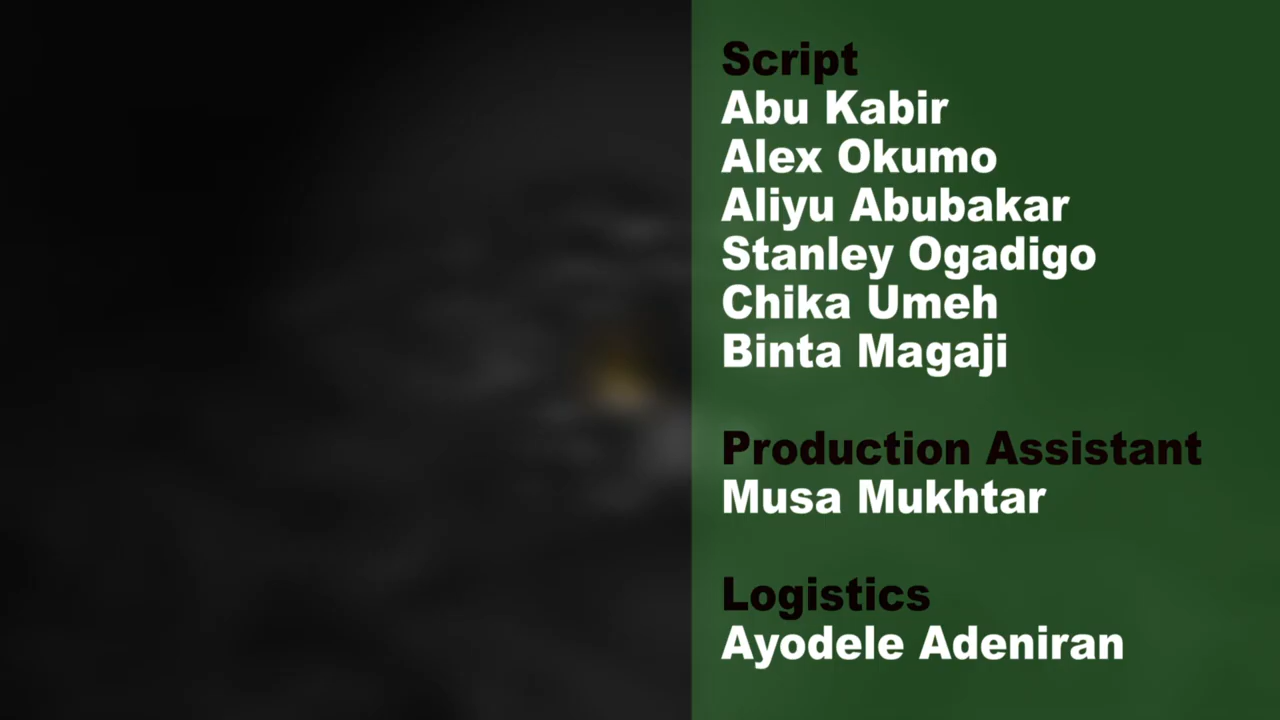 Script
Abu Kabir
Alex Okumo
Aliyu Abubakar
Stanley Ogadigo
Chika Umeh
Binta Magaji
Production Assistant
Musa Mukhtar
Logistics
Ayodele Adeniran